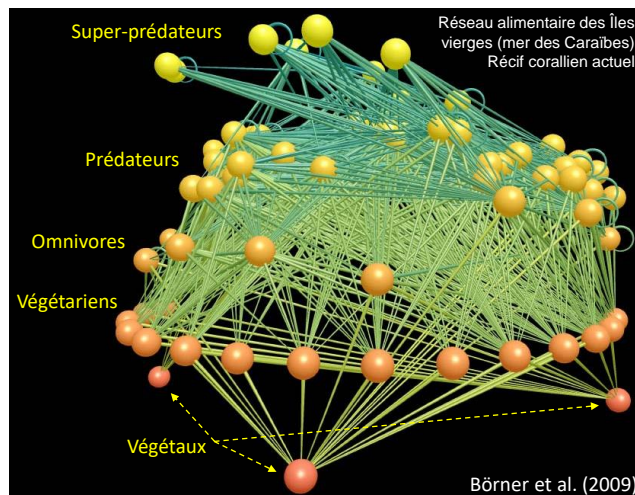 Super-prédateurs
Réseau alimentaire des Îles
vierges (mer des Caraïbes)
Récif corallien actuel
Prédateurs
Omnivores
Végétariens
Végétaux
Börner et al. (2009)